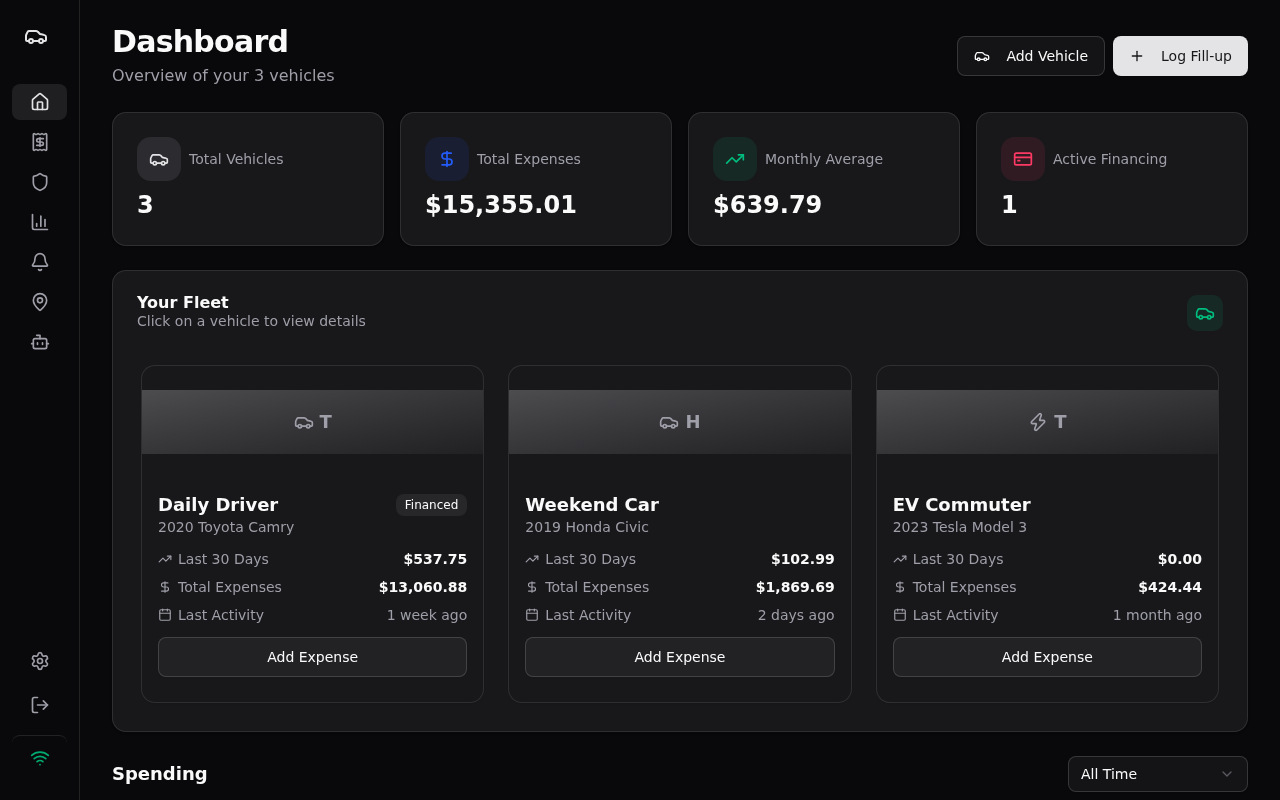 Dashboard
Overview of your 3 vehicles
Add Vehicle
Log Fill-up
Total Vehicles
3
Total Expenses
$15,355.01
Monthly Average
$639.79
Active Financing
1
Your Fleet
Click on a vehicle to view details
T
Daily Driver
Financed
2020 Toyota Camry
Last 30 Days $537.75
Total Expenses $13,060.88
Last Activity 1 week ago
Add Expense
H
Weekend Car
2019 Honda Civic
Last 30 Days $102.99
Total Expenses $1,869.69
Last Activity 2 days ago
Add Expense
T
EV Commuter
2023 Tesla Model 3
Last 30 Days $0.00
Total Expenses $424.44
Last Activity 1 month ago
Add Expense
Spending
All Time